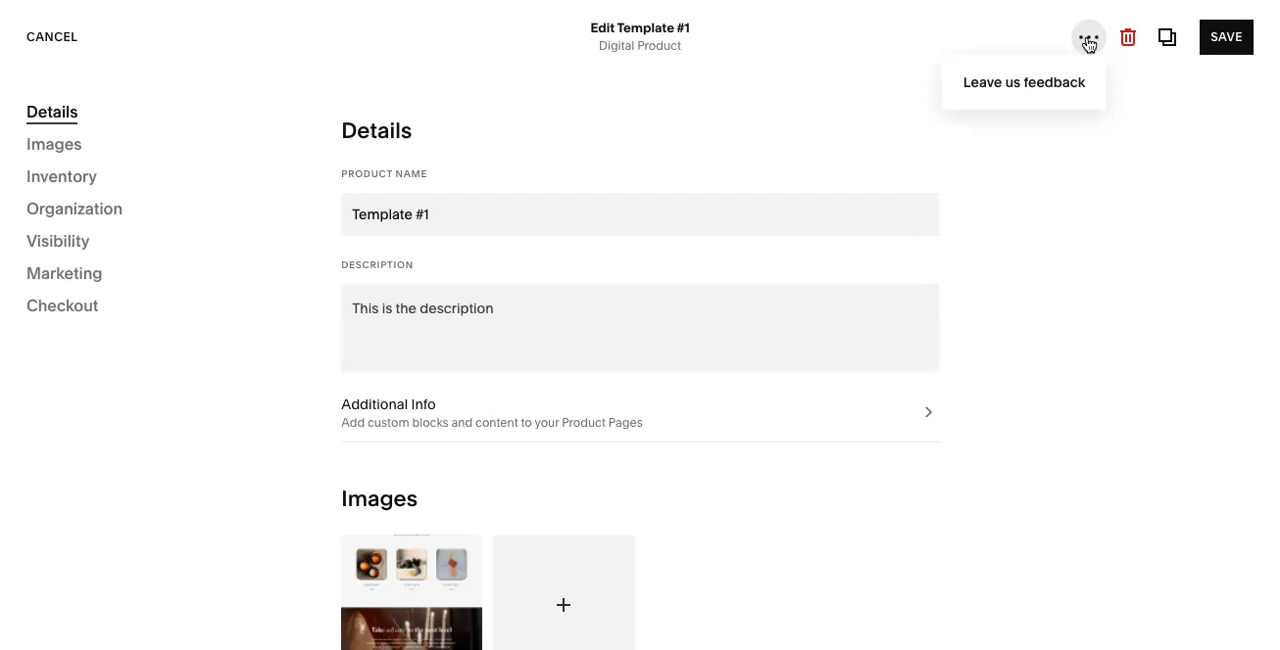 CANCEL
Edit Template #1
Digital Product
SAVE
Leave us feedback
Details
Images
Inventory
Organization
Visibility
Marketing
Checkout
Details
PRODUCT NAME
Template #1
DESCRIPTION
This is the description
Additional Info
Add custom blocks and content to your Product Pages
Images